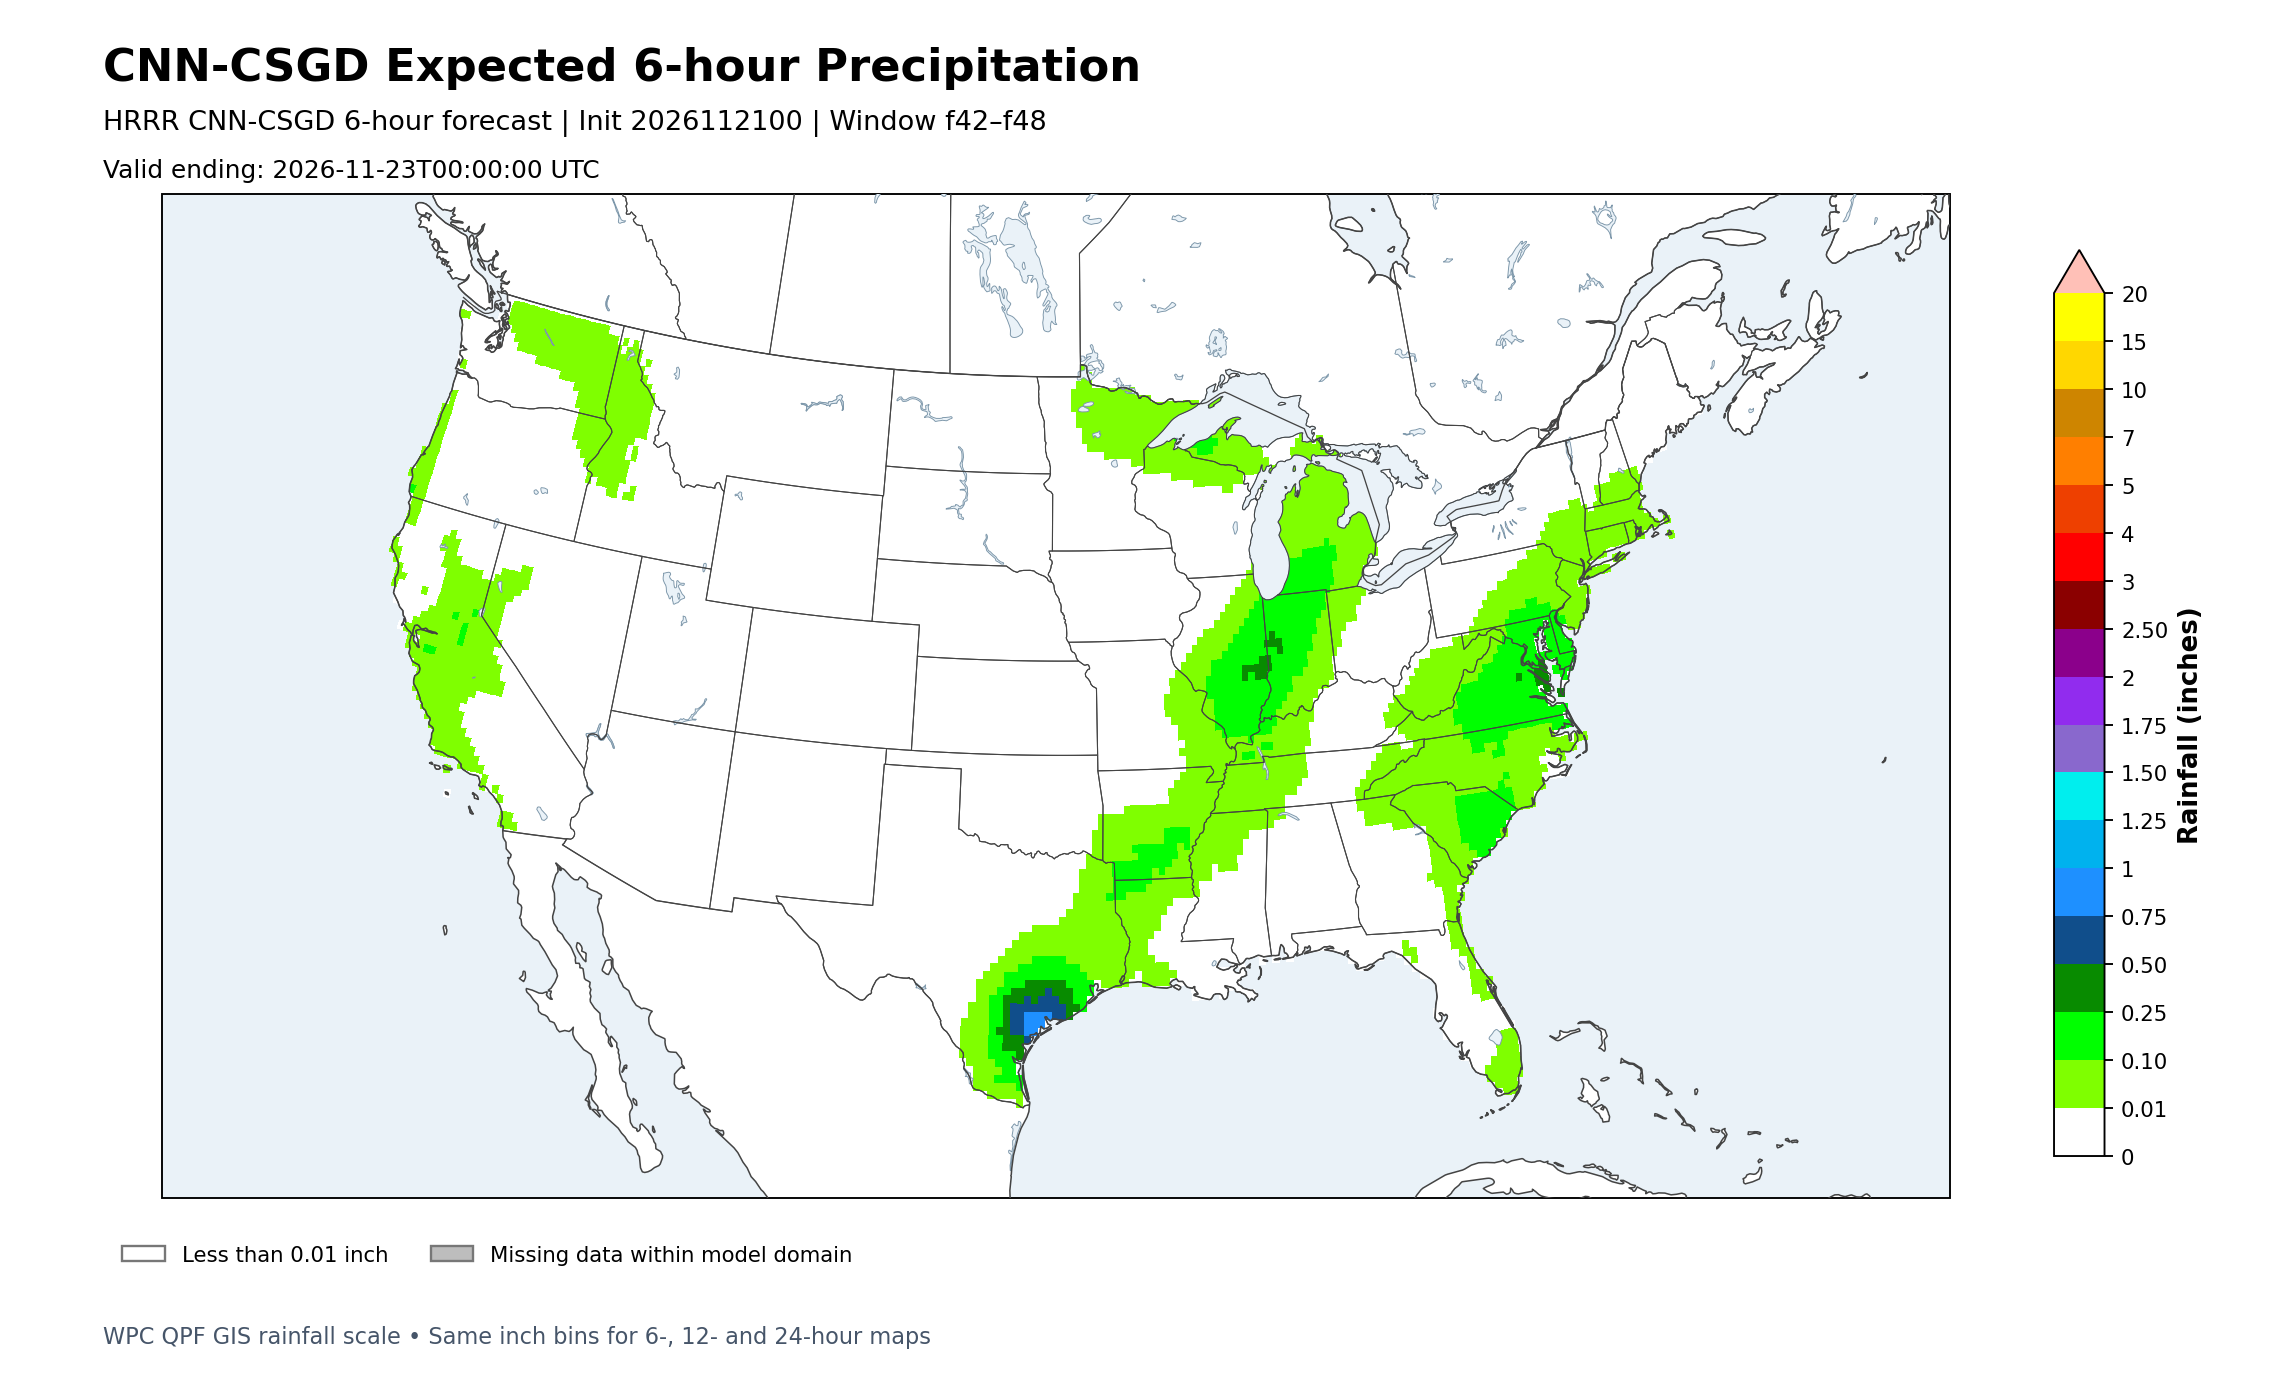 CNN-CSGD Expected 6-hour Precipitation
HRRR CNN-CSGD 6-hour forecast | Init 2026112100 | Window f42–f48
Valid ending: 2026-11-23T00:00:00 UTC
20
15
10
7
5
4
3
2.50
2
1.75
1.50
1.25
1
0.75
0.50
0.25
0.10
0.01
0
Rainfall (inches)
Less than 0.01 inch
Missing data within model domain
WPC QPF GIS rainfall scale • Same inch bins for 6-, 12- and 24-hour maps